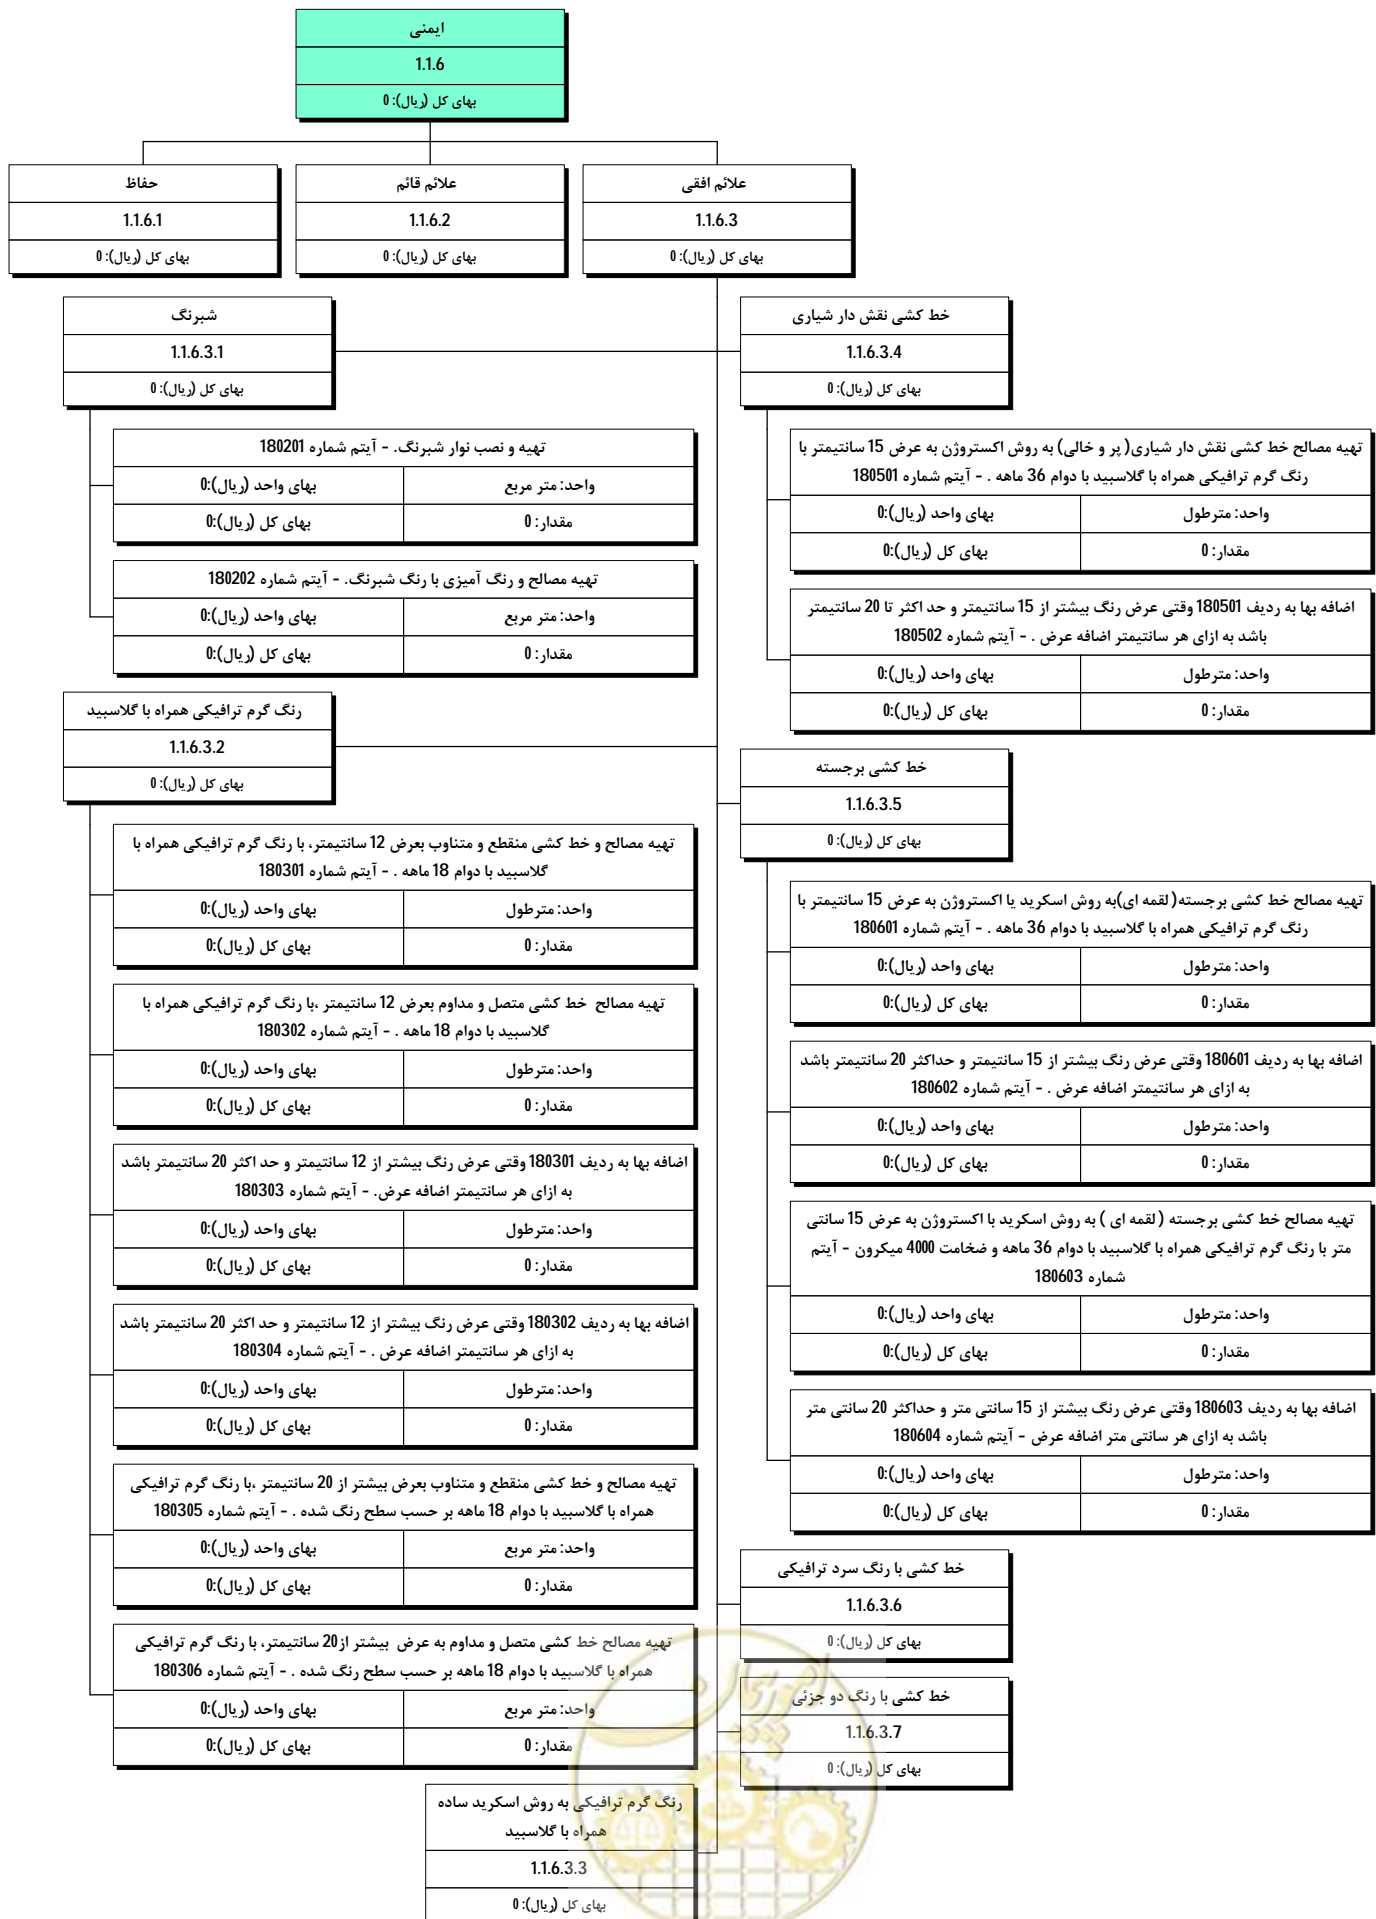 ایمنی
1.1.6
بهای کل (ریال): 0
حفاظ
1.1.6.1
بهای کل (ریال): 0
علائم قائم
1.1.6.2
بهای کل (ریال): 0
علائم افقی
1.1.6.3
بهای کل (ریال): 0
شبرنگ
1.1.6.3.1
بهای کل (ریال): 0
تهیه و نصب نوار شبرنگ. - آیتم شماره 180201
واحد: متر مربع
بهای واحد (ریال):0
مقدار: 0
بهای کل (ریال):0
تهیه مصالح و رنگ آمیزی با رنگ شبرنگ. - آیتم شماره 180202
واحد: متر مربع
بهای واحد (ریال):0
مقدار: 0
بهای کل (ریال):0
رنگ گرم ترافیکی همراه با گلاسبید
1.1.6.3.2
بهای کل (ریال): 0
تهیه مصالح و خط کشی منقطع و متناوب بعرض 12 سانتیمتر، با رنگ گرم ترافیکی همراه با
گلاسبید با دوام 18 ماهه . - آیتم شماره 180301
واحد: مترطول
بهای واحد (ریال):0
مقدار: 0
بهای کل (ریال):0
تهیه مصالح  خط کشی متصل و مداوم بعرض 12 سانتیمتر ،با رنگ گرم ترافیکی همراه با
گلاسبید با دوام 18 ماهه . - آیتم شماره 180302
واحد: مترطول
بهای واحد (ریال):0
مقدار: 0
بهای کل (ریال):0
اضافه بها به ردیف 180301 وقتی عرض رنگ بیشتر از 12 سانتیمتر و حد اکثر 20 سانتیمتر باشد
به ازای هر سانتیمتر اضافه عرض. - آیتم شماره 180303
واحد: مترطول
بهای واحد (ریال):0
مقدار: 0
بهای کل (ریال):0
اضافه بها به ردیف 180302 وقتی عرض رنگ بیشتر از 12 سانتیمتر و حد اکثر 20 سانتیمتر باشد
به ازای هر سانتیمتر اضافه عرض . - آیتم شماره 180304
واحد: مترطول
بهای واحد (ریال):0
مقدار: 0
بهای کل (ریال):0
تهیه مصالح و خط کشی منقطع و متناوب بعرض بیشتر از 20 سانتیمتر ،با رنگ گرم ترافیکی
همراه با گلاسبید با دوام 18 ماهه بر حسب سطح رنگ شده . - آیتم شماره 180305
واحد: متر مربع
بهای واحد (ریال):0
مقدار: 0
بهای کل (ریال):0
تهیه مصالح خط کشی متصل و مداوم به عرض  بیشتر از20 سانتیمتر، با رنگ گرم ترافیکی
همراه با گلاسبید با دوام 18 ماهه بر حسب سطح رنگ شده . - آیتم شماره 180306
واحد: متر مربع
بهای واحد (ریال):0
مقدار: 0
بهای کل (ریال):0
رنگ گرم ترافیکی به روش اسکرید ساده
همراه با گلاسبید
1.1.6.3.3
بهای کل (ریال): 0
خط کشی نقش دار شیاری
1.1.6.3.4
بهای کل (ریال): 0
تهیه مصالح خط کشی نقش دار شیاری( پر و خالی) به روش اکستروژن به عرض 15 سانتیمتر با
رنگ گرم ترافیکی همراه با گلاسبید با دوام 36 ماهه . - آیتم شماره 180501
واحد: مترطول
بهای واحد (ریال):0
مقدار: 0
بهای کل (ریال):0
اضافه بها به ردیف 180501 وقتی عرض رنگ بیشتر از 15 سانتیمتر و حد اکثر تا 20 سانتیمتر
باشد به ازای هر سانتیمتر اضافه عرض . - آیتم شماره 180502
واحد: مترطول
بهای واحد (ریال):0
مقدار: 0
بهای کل (ریال):0
خط کشی برجسته
1.1.6.3.5
بهای کل (ریال): 0
تهیه مصالح خط کشی برجسته( لقمه ای)به روش اسکرید یا اکستروژن به عرض 15 سانتیمتر با
رنگ گرم ترافیکی همراه با گلاسبید با دوام 36 ماهه . - آیتم شماره 180601
واحد: مترطول
بهای واحد (ریال):0
مقدار: 0
بهای کل (ریال):0
اضافه بها به ردیف 180601 وقتی عرض رنگ بیشتر از 15 سانتیمتر و حداکثر 20 سانتیمتر باشد
به ازای هر سانتیمتر اضافه عرض . - آیتم شماره 180602
واحد: مترطول
بهای واحد (ریال):0
مقدار: 0
بهای کل (ریال):0
تهیه مصالح خط کشی برجسته ( لقمه ای ) به روش اسکرید با اکستروژن به عرض 15 سانتی
متر با رنگ گرم ترافیکی همراه با گلاسبید با دوام 36 ماهه و ضخامت 4000 میکرون - آیتم
شماره 180603
واحد: مترطول
بهای واحد (ریال):0
مقدار: 0
بهای کل (ریال):0
اضافه بها به ردیف 180603 وقتی عرض رنگ بیشتر از 15 سانتی متر و حداکثر 20 سانتی متر
باشد به ازای هر سانتی متر اضافه عرض - آیتم شماره 180604
واحد: مترطول
بهای واحد (ریال):0
مقدار: 0
بهای کل (ریال):0
خط کشی با رنگ سرد ترافیکی
1.1.6.3.6
بهای کل (ریال): 0
خط کشی با رنگ دو جزئی
1.1.6.3.7
بهای کل (ریال): 0